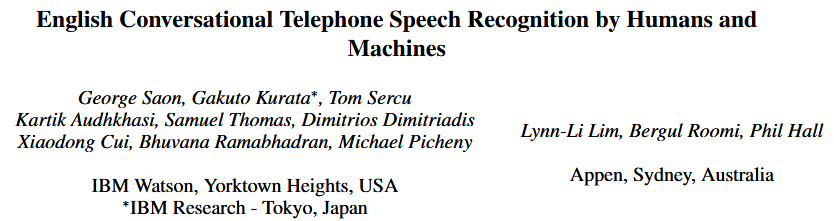 English Conversational Telephone Speech Recognition by Humans and
Machines
George Saon, Gakuto Kurata*, Tom Sercu
Kartik Audhkhasi, Samuel Thomas, Dimitrios Dimitriadis
Xiaodong Cui, Bhuvana Ramabhadran, Michael Picheny
IBM Watson, Yorktown Heights, USA
*IBM Research - Tokyo, Japan
Lynn-Li Lim, Bergul Roomi, Phil Hall
Appen, Sydney, Australia